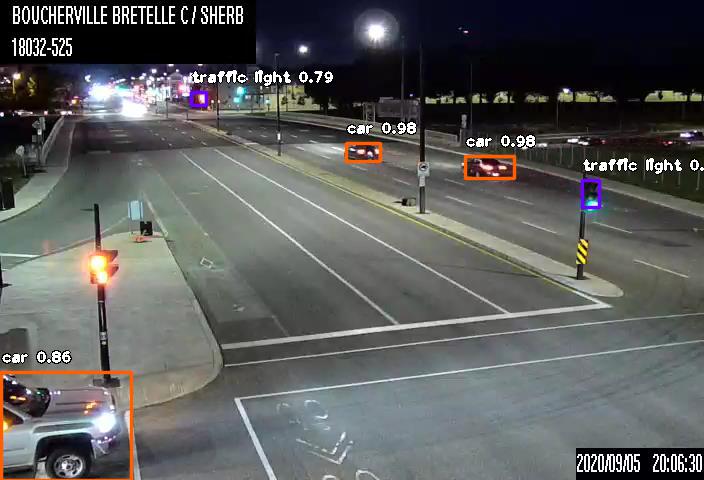 BOUCHERVILLE BRETELLE C / SHERB
18032-525
traffic light 0.79
car 0.98
car 0.98
traffic light 0.
car 0.86
2020/09/05 20:06:30